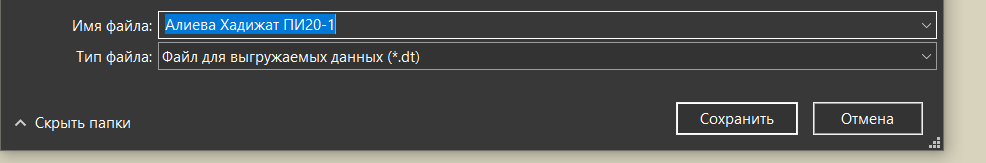 Имя файла: Алиева Хадижат ПИ20-1
Тип файла: Файл для выгружаемых данных (*.dt)
Скрыть папки Сохранить Отмена